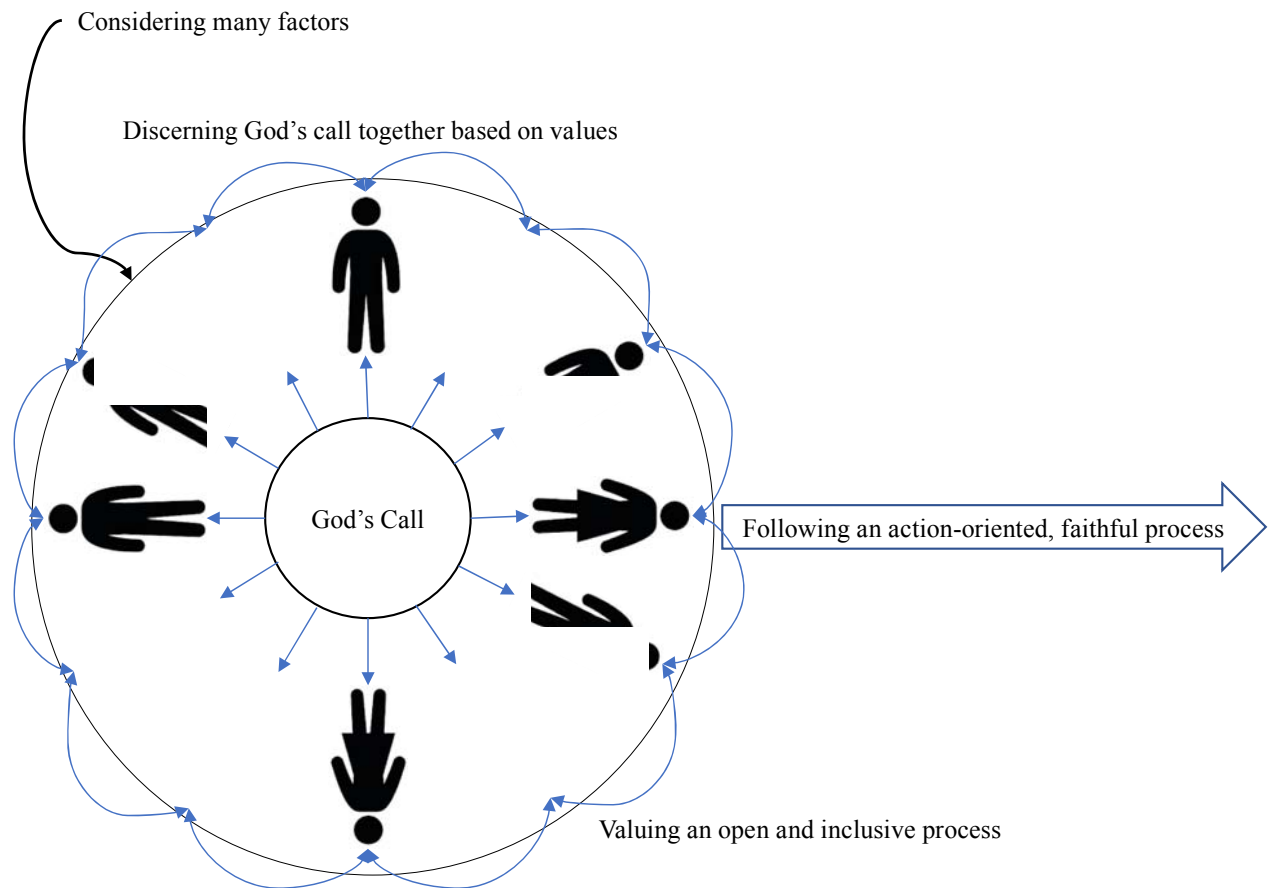 Considering many factors
Discerning God’s call together based on values
God’s Call
Following an action-oriented, faithful process
Valuing an open and inclusive process